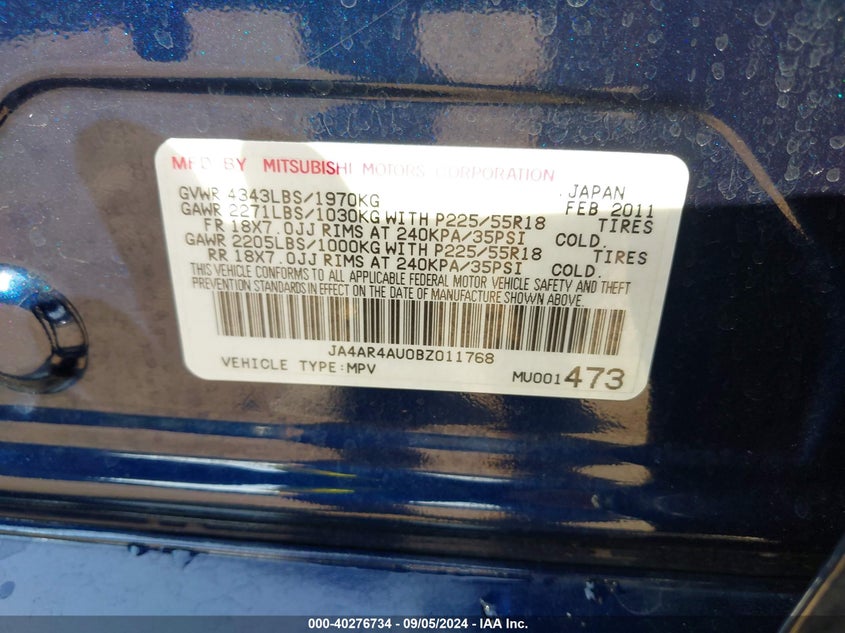 MFD BY MITSUBISHI MOTORS CORPORATION
GVWR 4343LBS/1970KG JAPAN FEB 2011
GAWR 2271LBS/1030KG WITH P225/55R18 TIRES
FR 18X7.0JJ RIMS AT 240KPA/35PSI COLD.
GAWR 2205LBS/1000KG WITH P225/55R18 TIRES
RR 18X7.0JJ RIMS AT 240KPA/35PSI COLD.
THIS VEHICLE CONFORMS TO ALL APPLICABLE FEDERAL MOTOR VEHICLE SAFETY AND THEFT
PREVENTION STANDARDS IN EFFECT ON THE DATE OF MANUFACTURE SHOWN ABOVE.
JA4AR4AU0BZ011768
VEHICLE TYPE:MPV MU001473
000-40276734 - 09/05/2024 - IAA Inc.